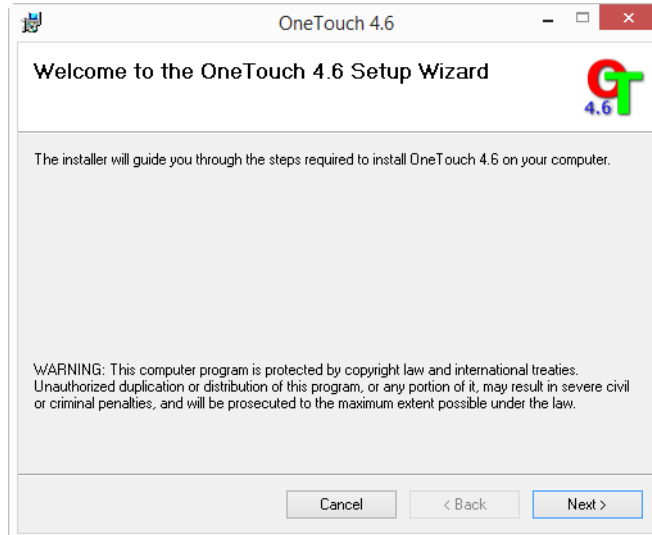 OneTouch 4.6
Welcome to the OneTouch 4.6 Setup Wizard
OT
4.6
The installer will guide you through the steps required to install OneTouch 4.6 on your computer.
WARNING: This computer program is protected by copyright law and international treaties.
Unauthorized duplication or distribution of this program, or any portion of it, may result in severe civil
or criminal penalties, and will be prosecuted to the maximum extent possible under the law.
Cancel
< Back
Next >